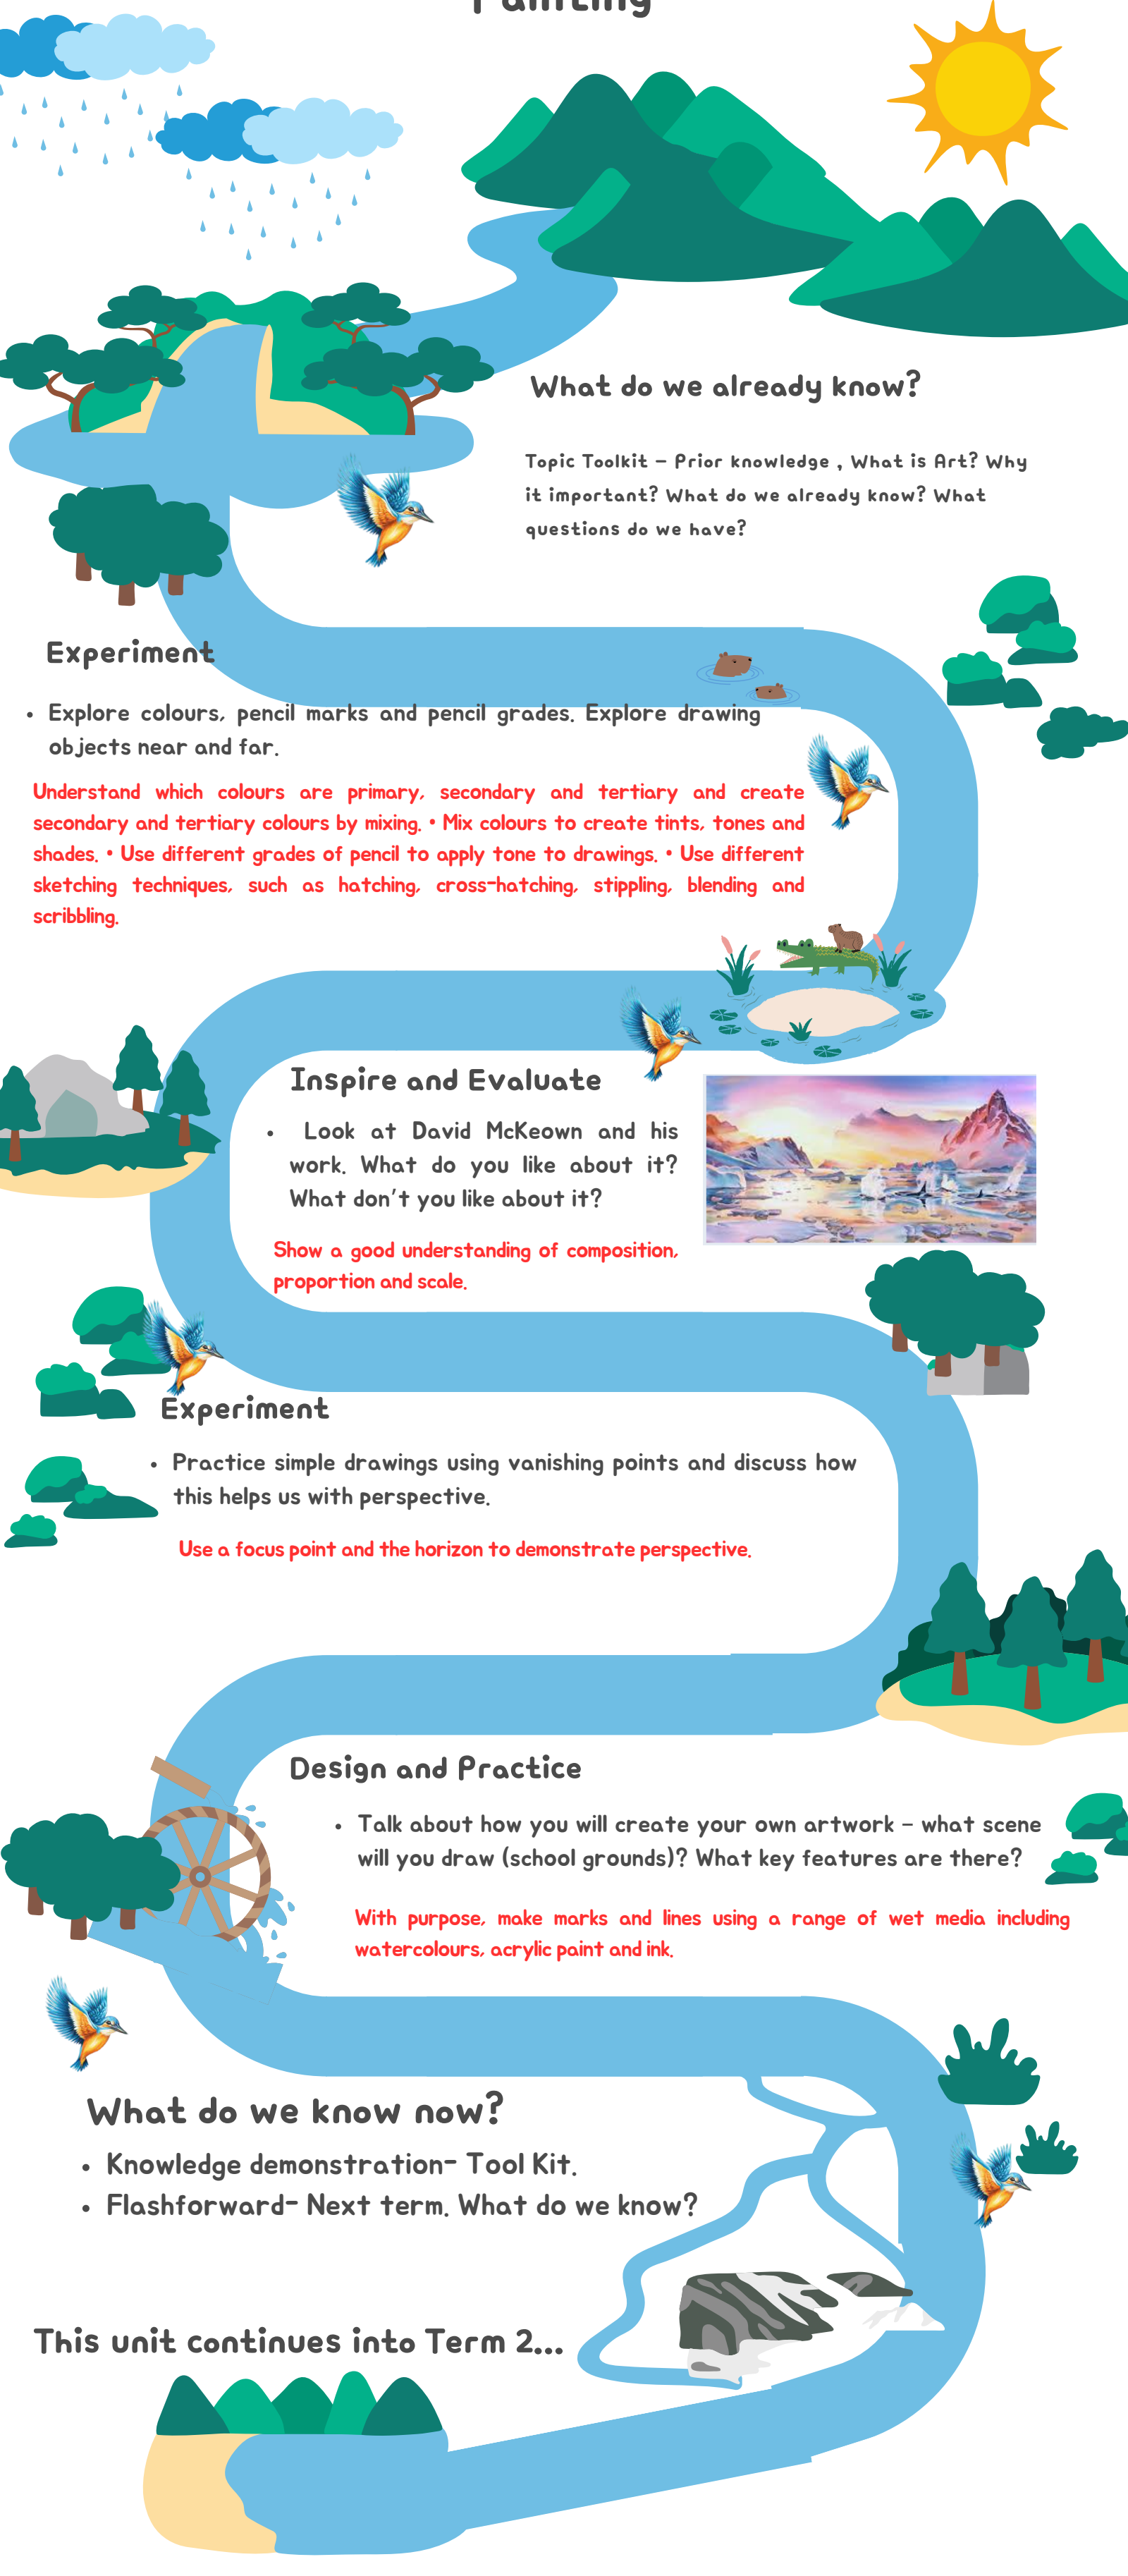 Painting
What do we already know?
Topic Toolkit – Prior knowledge , What is Art? Why
it important? What do we already know? What
questions do we have?
Experiment
• Explore colours, pencil marks and pencil grades. Explore drawing
objects near and far.
Understand which colours are primary, secondary and tertiary and create
secondary and tertiary colours by mixing. • Mix colours to create tints, tones and
shades. • Use different grades of pencil to apply tone to drawings. • Use different
sketching techniques, such as hatching, cross-hatching, stippling, blending and
scribbling.
Inspire and Evaluate
• Look at David McKeown and his
work. What do you like about it?
What don't you like about it?
Show a good understanding of composition,
proportion and scale.
Experiment
• Practice simple drawings using vanishing points and discuss how
this helps us with perspective.
Use a focus point and the horizon to demonstrate perspective.
Design and Practice
• Talk about how you will create your own artwork – what scene
will you draw (school grounds)? What key features are there?
With purpose, make marks and lines using a range of wet media including
watercolours, acrylic paint and ink.
What do we know now?
• Knowledge demonstration- Tool Kit.
• Flashforward- Next term. What do we know?
This unit continues into Term 2...